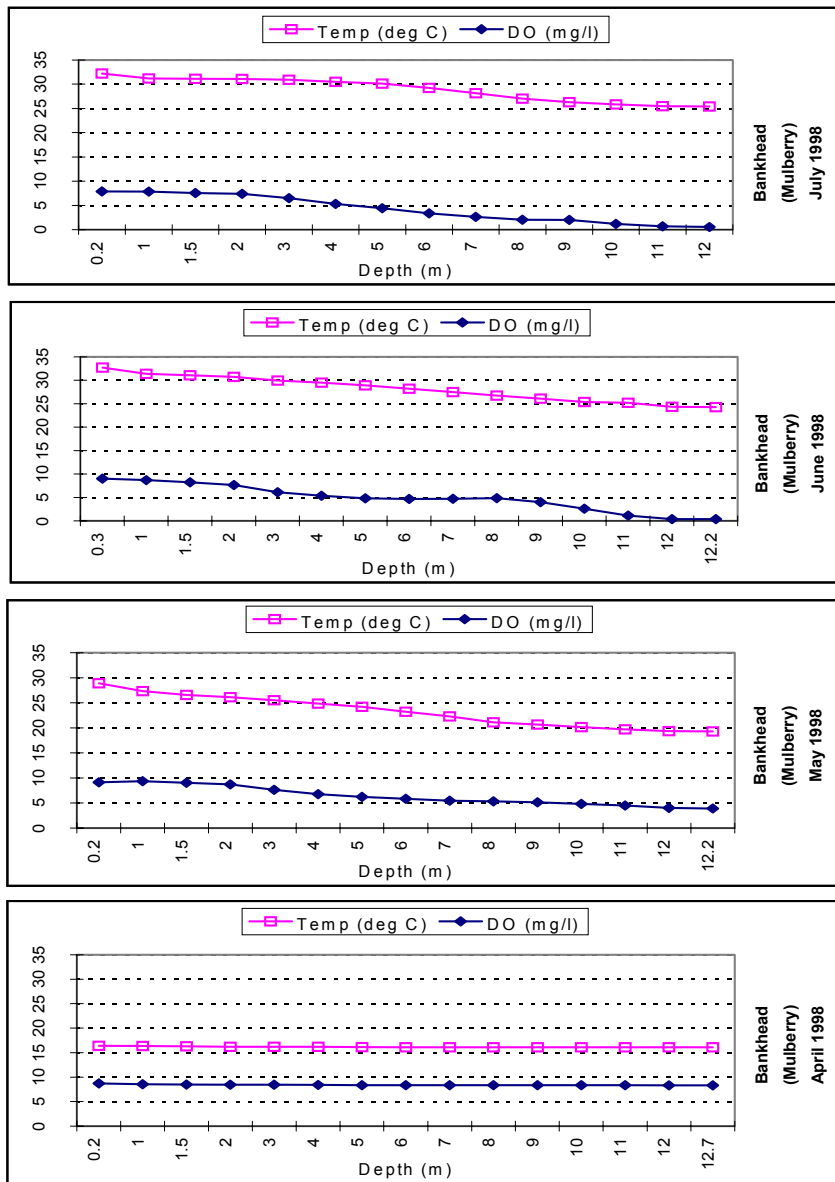 Temp (deg C) DO (mg/l)
35
30
25
20
15
10
5
0
0.2 1 1.5 2 3 4 5 6 7 8 9 10 11 12
Depth (m)
Bankhead
(Mulberry)
July 1998
Temp (deg C) DO (mg/l)
35
30
25
20
15
10
5
0
0.3 1 1.5 2 3 4 5 6 7 8 9 10 11 12 12.2
Depth (m)
Bankhead
(Mulberry)
June 1998
Temp (deg C) DO (mg/l)
35
30
25
20
15
10
5
0
0.2 1 1.5 2 3 4 5 6 7 8 9 10 11 12 12.2
Depth (m)
Bankhead
(Mulberry)
May 1998
Temp (deg C) DO (mg/l)
35
30
25
20
15
10
5
0
0.2 1 1.5 2 3 4 5 6 7 8 9 10 11 12 12.7
Depth (m)
Bankhead
(Mulberry)
April 1998